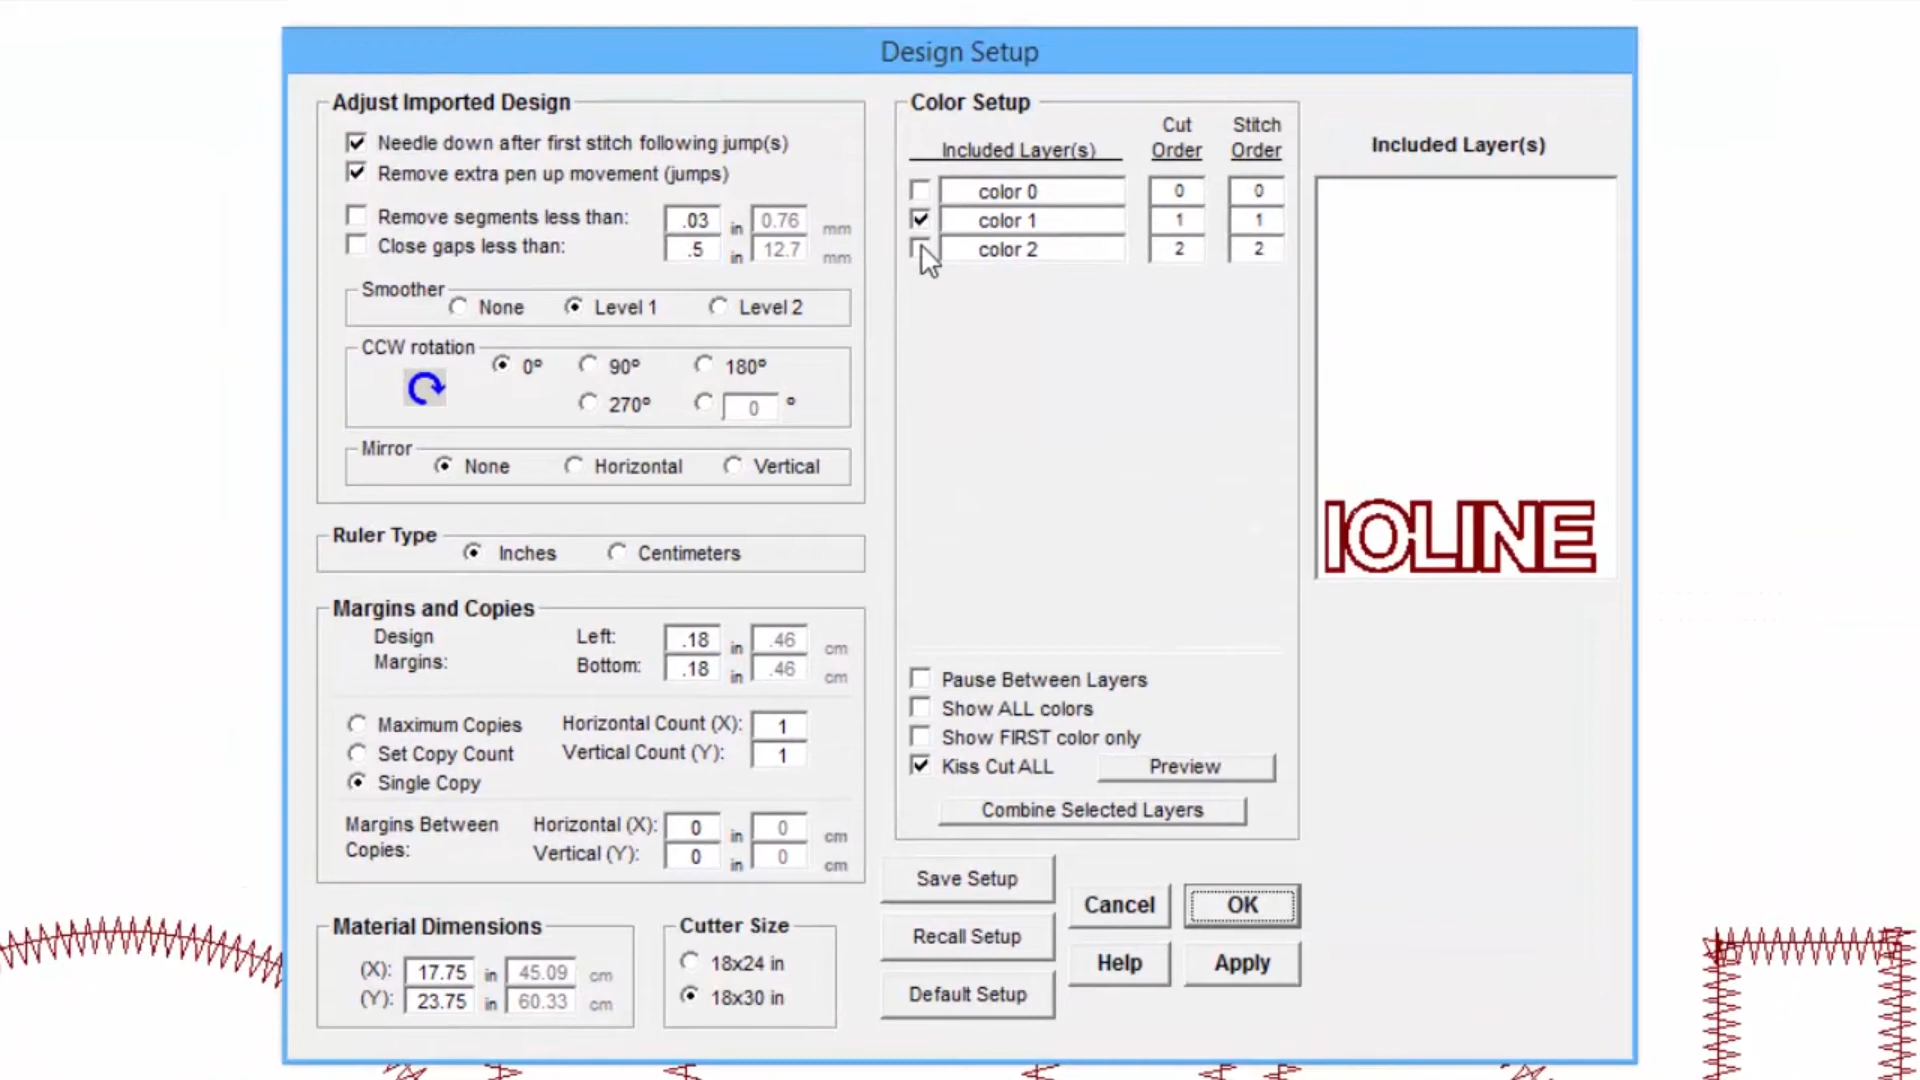 Design Setup
Adjust Imported Design
Needle down after first stitch following jump(s)
Remove extra pen up movement (jumps)
Remove segments less than: .03 in 0.76 mm
Close gaps less than: .5 in 12.7 mm
Smoother
None Level 1 Level 2
CCW rotation
0º 90º 180º
270º 0 º
Mirror
None Horizontal Vertical
Ruler Type
Inches Centimeters
Margins and Copies
Design Margins:
Left: .18 in .46 cm
Bottom: .18 in .46 cm
Maximum Copies Horizontal Count (X): 1
Set Copy Count Vertical Count (Y): 1
Single Copy
Margins Between Copies:
Horizontal (X): 0 in 0 cm
Vertical (Y): 0 in 0 cm
Material Dimensions
(X): 17.75 in 45.09 cm
(Y): 23.75 in 60.33 cm
Cutter Size
18x24 in
18x30 in
Color Setup
Included Layer(s) Cut Order Stitch Order
color 0 0 0
color 1 1 1
color 2 2 2
Pause Between Layers
Show ALL colors
Show FIRST color only
Kiss Cut ALL Preview
Combine Selected Layers
Save Setup
Recall Setup
Default Setup
Cancel OK
Help Apply
Included Layer(s)
IOLINE